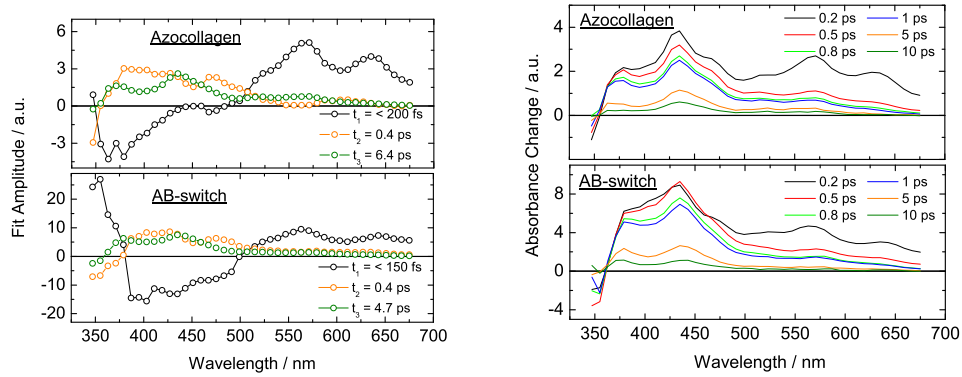 Azocollagen
6
3
0
-3
t1 = < 200 fs
t2 = 0.4 ps
t3 = 6.4 ps
Fit Amplitude / a.u.
AB-switch
20
10
0
-10
-20
t1 = < 150 fs
t2 = 0.4 ps
t3 = 4.7 ps
350 400 450 500 550 600 650 700
Wavelength / nm
Azocollagen
0.2 ps 1 ps
0.5 ps 5 ps
0.8 ps 10 ps
4
3
2
1
0
-1
Absorbance Change / a.u.
AB-switch
0.2 ps 1 ps
0.5 ps 5 ps
0.8 ps 10 ps
8
4
0
-4
350 400 450 500 550 600 650 700
Wavelength / nm